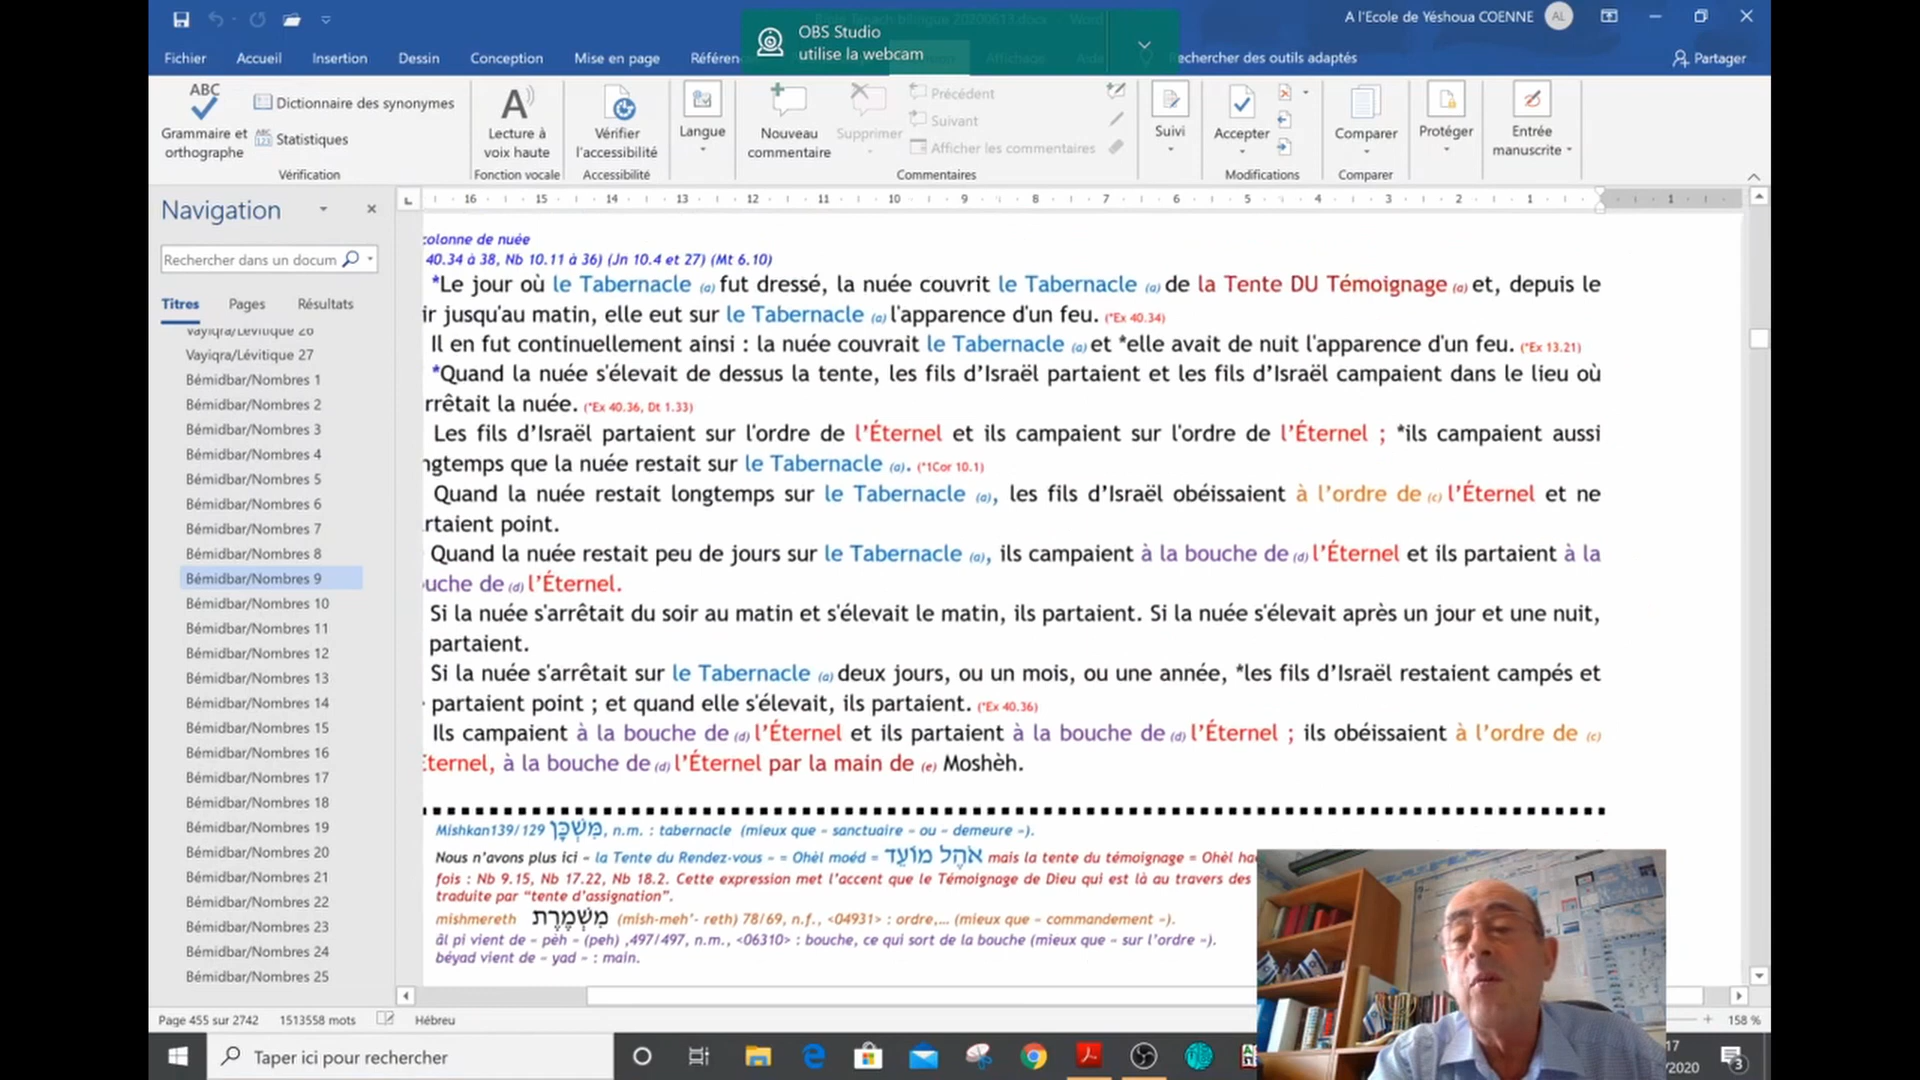 A l'Ecole de Yéshoua COENNE
AL
OBS Studio
utilise la webcam
Fichier
Accueil
Insertion
Dessin
Conception
Mise en page
Référen
Affichage
Aide
echercher des outils adaptés
Partager
ABC
Grammaire et
orthographe
Dictionnaire des synonymes
Statistiques
Vérification
Lecture à
voix haute
Fonction vocale
Vérifier
l'accessibilité
Accessibilité
Langue
Nouveau
commentaire
Supprimer
Précédent
Suivant
Afficher les commentaires
Commentaires
Suivi
Accepter
Modifications
Comparer
Comparer
Protéger
Entrée
manuscrite
Navigation
Rechercher dans un docum
Titres
Pages
Résultats
Vayiqra/Lévitique 26
Vayiqra/Lévitique 27
Bémidbar/Nombres 1
Bémidbar/Nombres 2
Bémidbar/Nombres 3
Bémidbar/Nombres 4
Bémidbar/Nombres 5
Bémidbar/Nombres 6
Bémidbar/Nombres 7
Bémidbar/Nombres 8
Bémidbar/Nombres 9
Bémidbar/Nombres 10
Bémidbar/Nombres 11
Bémidbar/Nombres 12
Bémidbar/Nombres 13
Bémidbar/Nombres 14
Bémidbar/Nombres 15
Bémidbar/Nombres 16
Bémidbar/Nombres 17
Bémidbar/Nombres 18
Bémidbar/Nombres 19
Bémidbar/Nombres 20
Bémidbar/Nombres 21
Bémidbar/Nombres 22
Bémidbar/Nombres 23
Bémidbar/Nombres 24
Bémidbar/Nombres 25
16 15 14 13 12 11 10 9 8 7 6 5 4 3 2 1 1
colonne de nuée
40.34 à 38, Nb 10.11 à 36) (Jn 10.4 et 27) (Mt 6.10)
*Le jour où le Tabernacle (a) fut dressé, la nuée couvrit le Tabernacle (a) de la Tente DU Témoignage (a) et, depuis le
ir jusqu'au matin, elle eut sur le Tabernacle (a) l'apparence d'un feu. (*Ex 40.34)
Il en fut continuellement ainsi : la nuée couvrait le Tabernacle (a) et *elle avait de nuit l'apparence d'un feu. (*Ex 13.21)
*Quand la nuée s'élevait de dessus la tente, les fils d’Israël partaient et les fils d’Israël campaient dans le lieu où
rrêtait la nuée. (*Ex 40.36, Dt 1.33)
Les fils d’Israël partaient sur l'ordre de l’Éternel et ils campaient sur l'ordre de l’Éternel ; *ils campaient aussi
ngtemps que la nuée restait sur le Tabernacle (a). (*1Cor 10.1)
Quand la nuée restait longtemps sur le Tabernacle (a), les fils d’Israël obéissaient à l’ordre de (c) l’Éternel et ne
rtaient point.
Quand la nuée restait peu de jours sur le Tabernacle (a), ils campaient à la bouche de (d) l’Éternel et ils partaient à la
uche de (d) l’Éternel.
Si la nuée s'arrêtait du soir au matin et s'élevait le matin, ils partaient. Si la nuée s'élevait après un jour et une nuit,
partaient.
Si la nuée s'arrêtait sur le Tabernacle (a) deux jours, ou un mois, ou une année, *les fils d’Israël restaient campés et
partaient point ; et quand elle s'élevait, ils partaient. (*Ex 40.36)
Ils campaient à la bouche de (d) l’Éternel et ils partaient à la bouche de (d) l’Éternel ; ils obéissaient à l’ordre de (c)
Éternel, à la bouche de (d) l’Éternel par la main de (e) Moshèh.
Mishkan139/129 מִשְׁכָּן, n.m. : tabernacle (mieux que « sanctuaire » ou « demeure »).
Nous n’avons plus ici « la Tente du Rendez-vous » = Ohèl moéd = אֹהֶל מוֹעֵד mais la tente du témoignage = Ohèl ha
fois : Nb 9.15, Nb 17.22, Nb 18.2. Cette expression met l’accent que le Témoignage de Dieu qui est là au travers des
traduite par “tente d’assignation”.
mishmereth מִשְׁמֶרֶת (mish-meh’- reth) 78/69, n.f., <04931> : ordre,… (mieux que « commandement »).
âl pi vient de « pèh » (peh) ,497/497, n.m., <06310> : bouche, ce qui sort de la bouche (mieux que « sur l’ordre »).
béyad vient de « yad » : main.
Page 455 sur 2742
1513558 mots
Hébreu
158 %
Taper ici pour rechercher
17
/2020
3